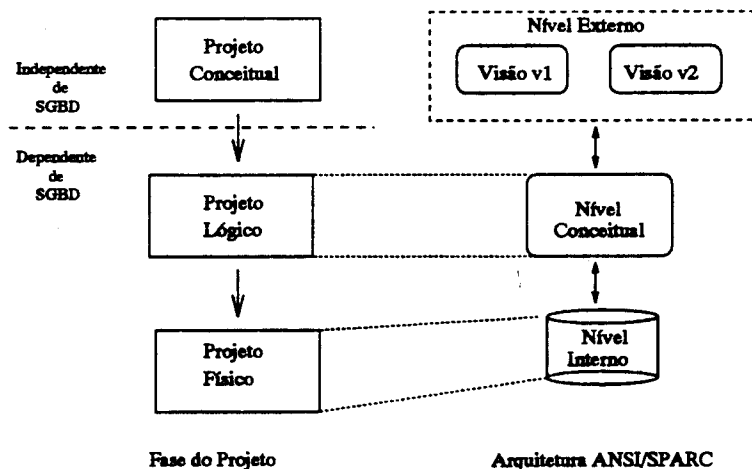 Projeto
Conceitual
Independente
de
SGBD
Dependente
de
SGBD
Projeto
Lógico
Projeto
Físico
Fase do Projeto
Nível Externo
Visão v1
Visão v2
Nível
Conceitual
Nível
Interno
Arquitetura ANSI/SPARC